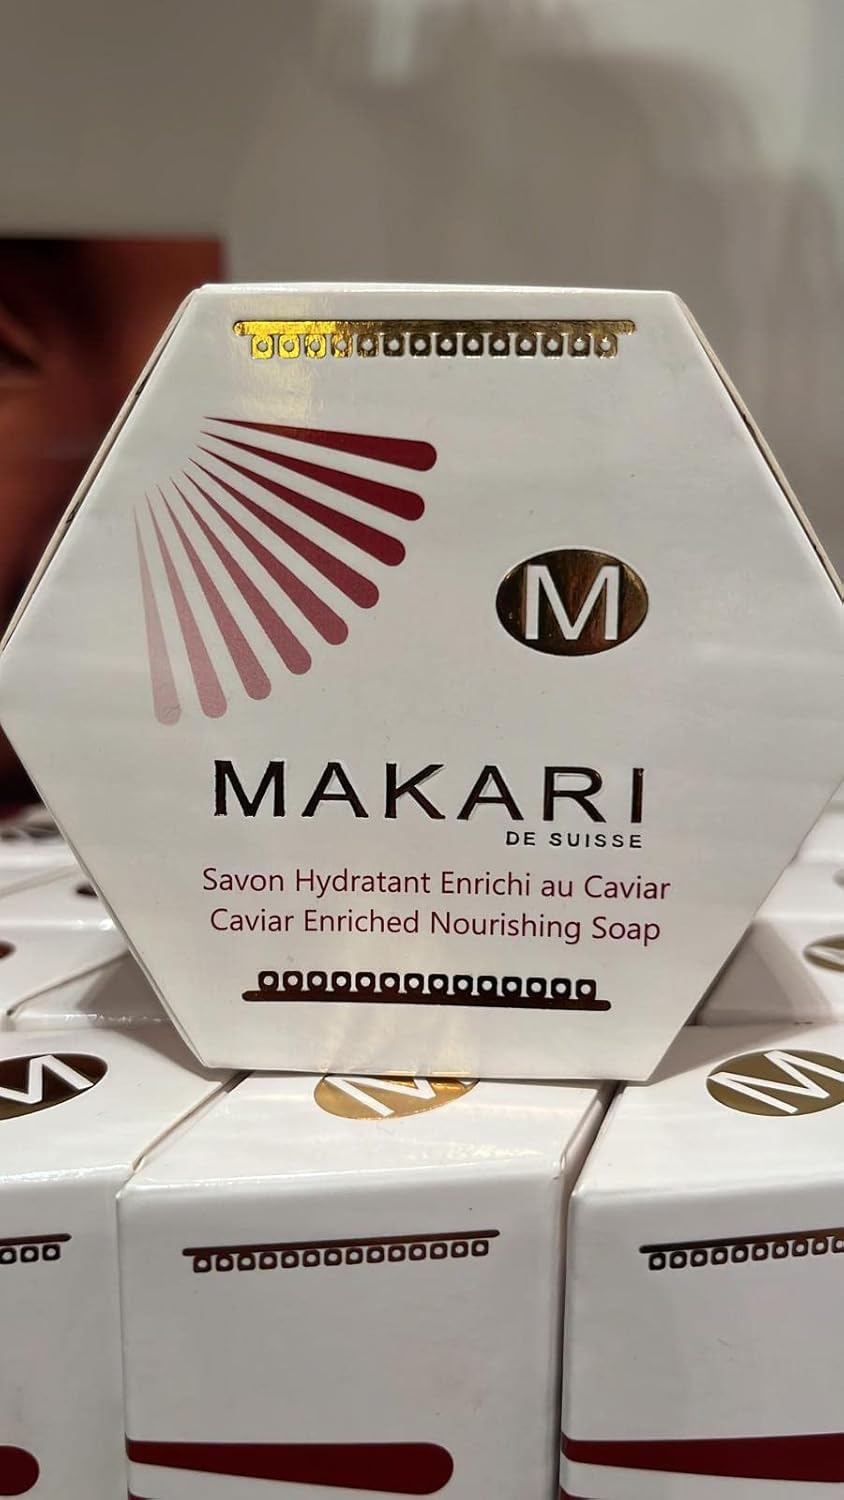 M
MAKARI
DE SUISSE
Savon Hydratant Enrichi au Caviar
Caviar Enriched Nourishing Soap
M
M
M